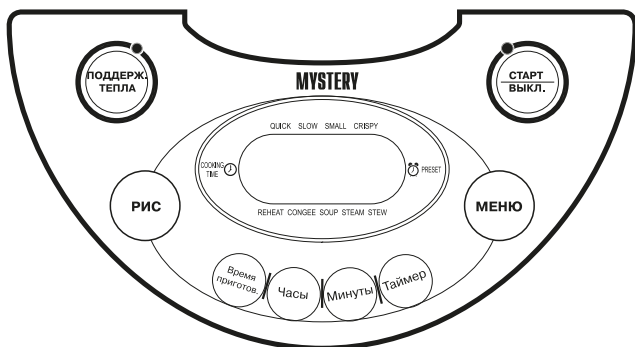 ПОДДЕРЖ.
ТЕПЛА
MYSTERY
СТАРТ
ВЫКЛ.
QUICK SLOW SMALL CRISPY
COOKING
TIME
PRESET
REHEAT CONGEE SOUP STEAM STEW
РИС
МЕНЮ
Время
приготов.
Часы
Минуты
Таймер